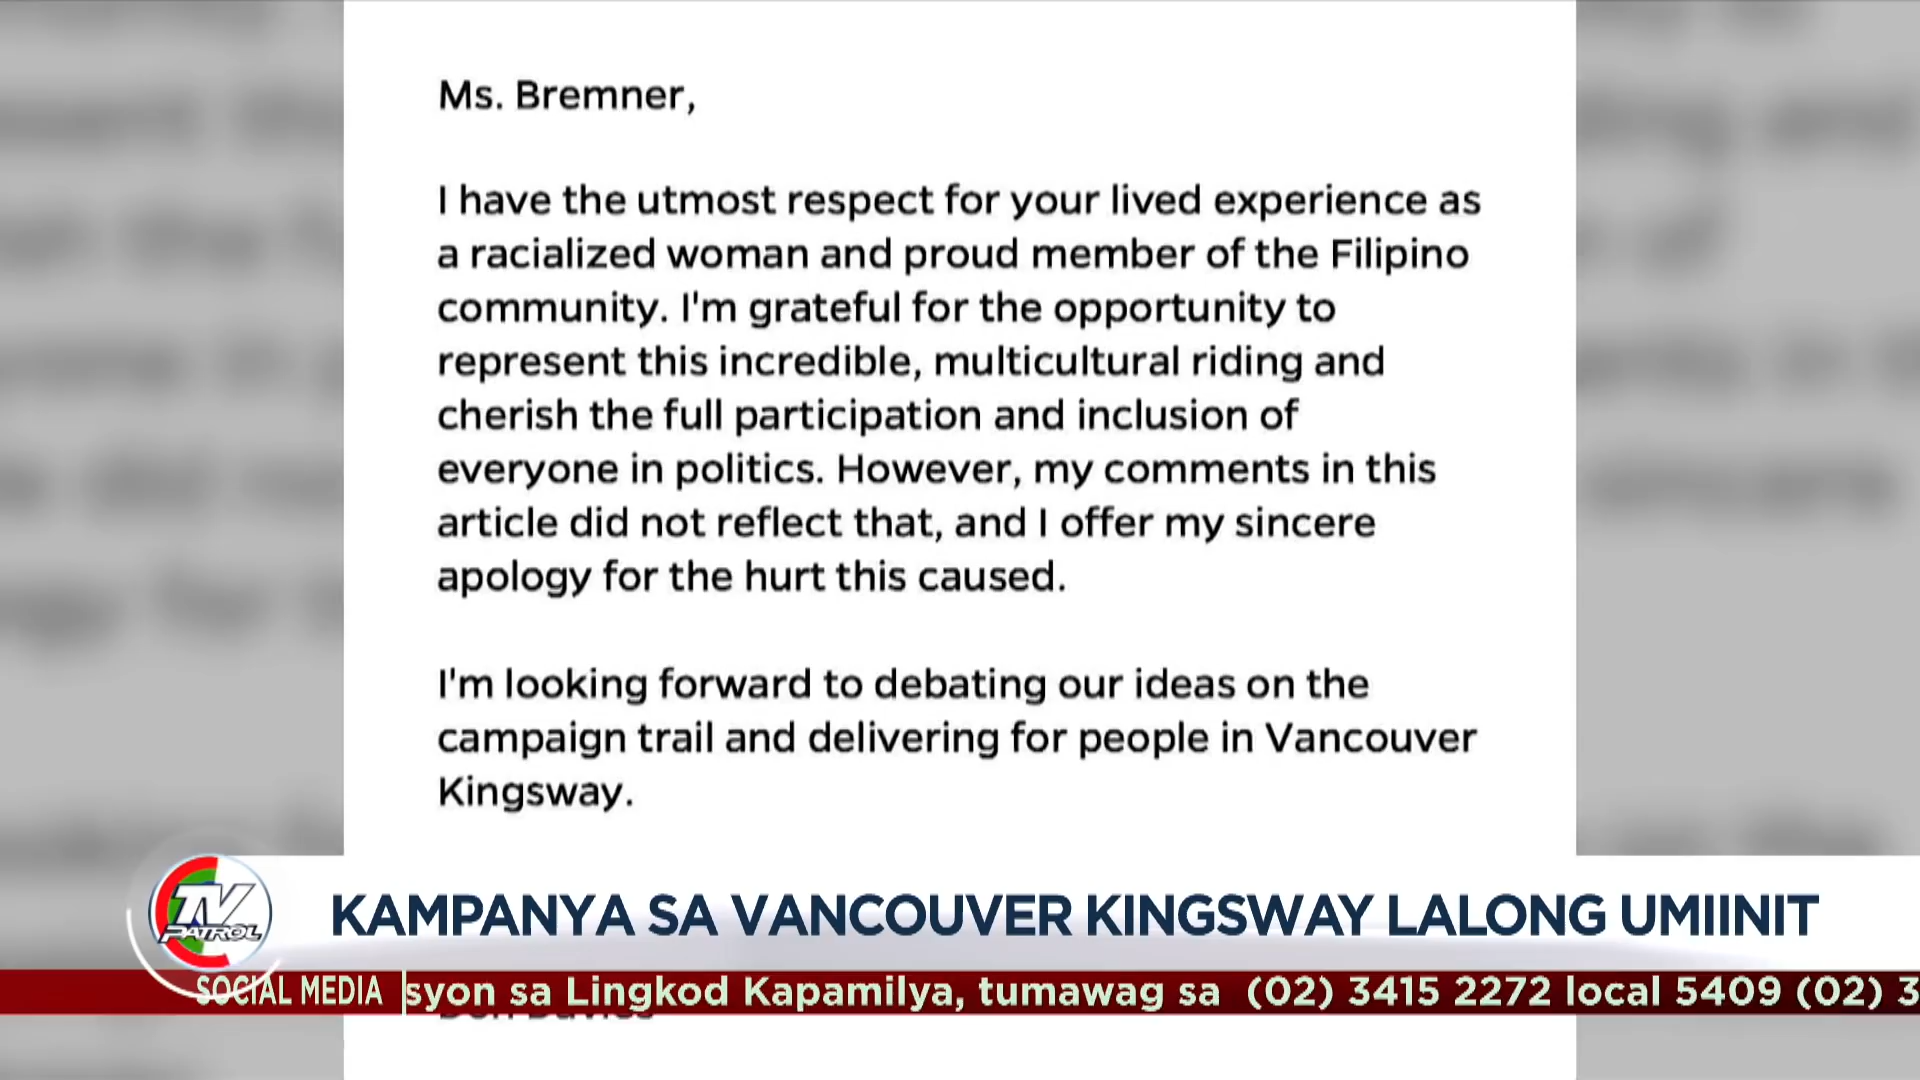 Ms. Bremner,
I have the utmost respect for your lived experience as
a racialized woman and proud member of the Filipino
community. I'm grateful for the opportunity to
represent this incredible, multicultural riding and
cherish the full participation and inclusion of
everyone in politics. However, my comments in this
article did not reflect that, and I offer my sincere
apology for the hurt this caused.
I'm looking forward to debating our ideas on the
campaign trail and delivering for people in Vancouver
Kingsway.
TV PATROL
KAMPANYA SA VANCOUVER KINGSWAY LALONG UMIINIT
SOCIAL MEDIA syon sa Lingkod Kapamilya, tumawag sa (02) 3415 2272 local 5409 (02) 3